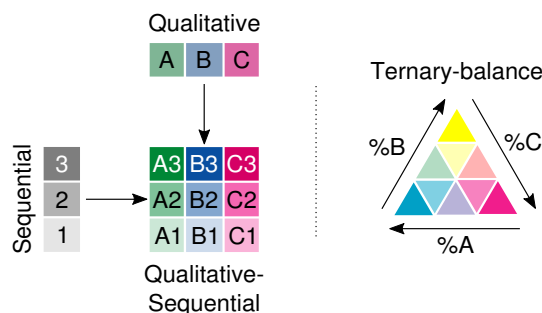 Qualitative
A B C
Sequential
3
2
1
A3 B3 C3
A2 B2 C2
A1 B1 C1
Qualitative-
Sequential
Ternary-balance
%B
%C
%A